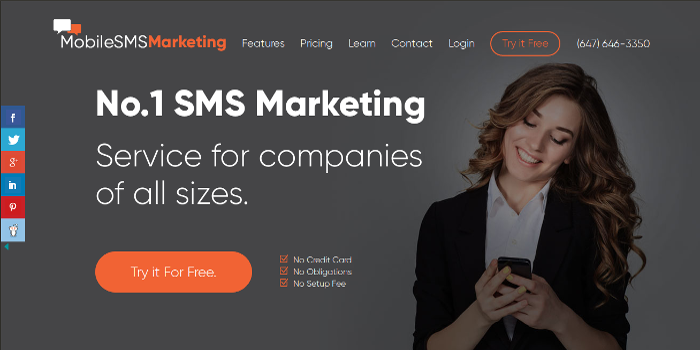 MobileSMSMarketing
Features Pricing Learn Contact Login Try it Free (647) 646-3350
No.1 SMS Marketing
Service for companies
of all sizes.
Try it For Free.
No Credit Card
No Obligations
No Setup Fee